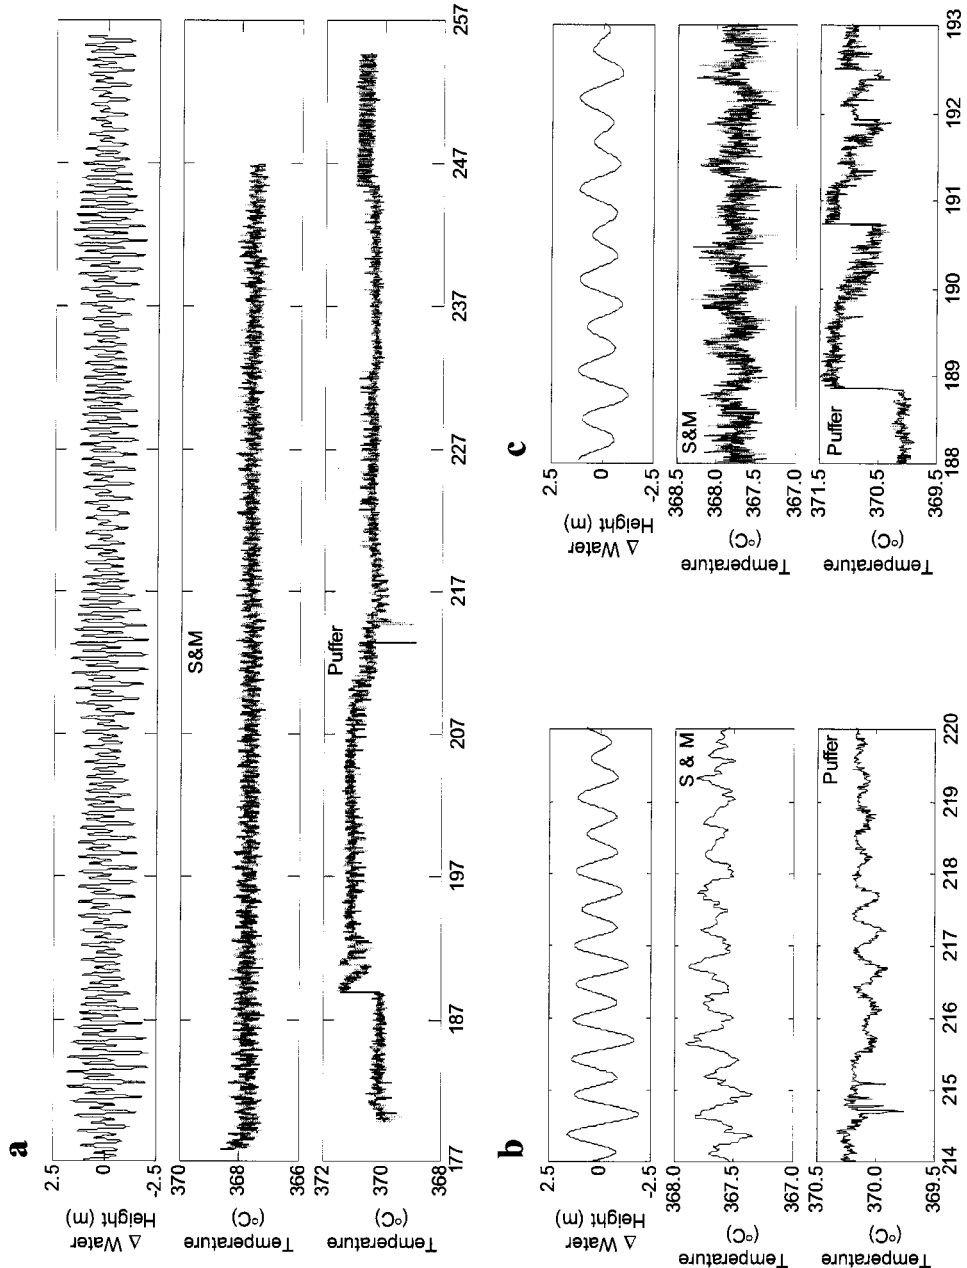 a
2.5
0
-2.5
Δ Water
Height (m)
370
368
366
Temperature
(°C)
S&M
372
370
368
Temperature
(°C)
Puffer
177
187
197
207
217
227
237
247
257
b
2.5
0
-2.5
Δ Water
Height (m)
368.0
367.5
367.0
Temperature
(°C)
S & M
370.5
370.0
369.5
Temperature
(°C)
Puffer
214
215
216
217
218
219
220
c
2.5
0
-2.5
Δ Water
Height (m)
368.5
368.0
367.5
367.0
Temperature
(°C)
S&M
371.5
370.5
369.5
Temperature
(°C)
Puffer
188
189
190
191
192
193